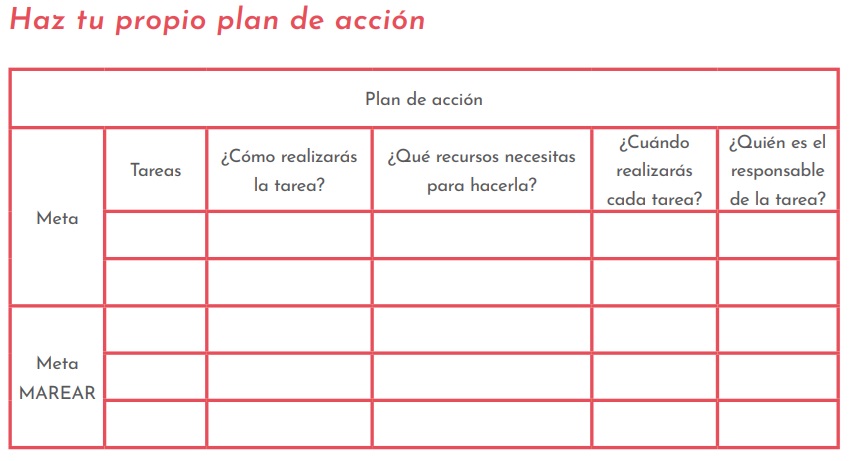 Haz tu propio plan de acción
Plan de acción
Meta
Tareas
¿Cómo realizarás
la tarea?
¿Qué recursos necesitas
para hacerla?
¿Cuándo
realizarás
cada tarea?
¿Quién es el
responsable
de la tarea?
Meta
MAREAR